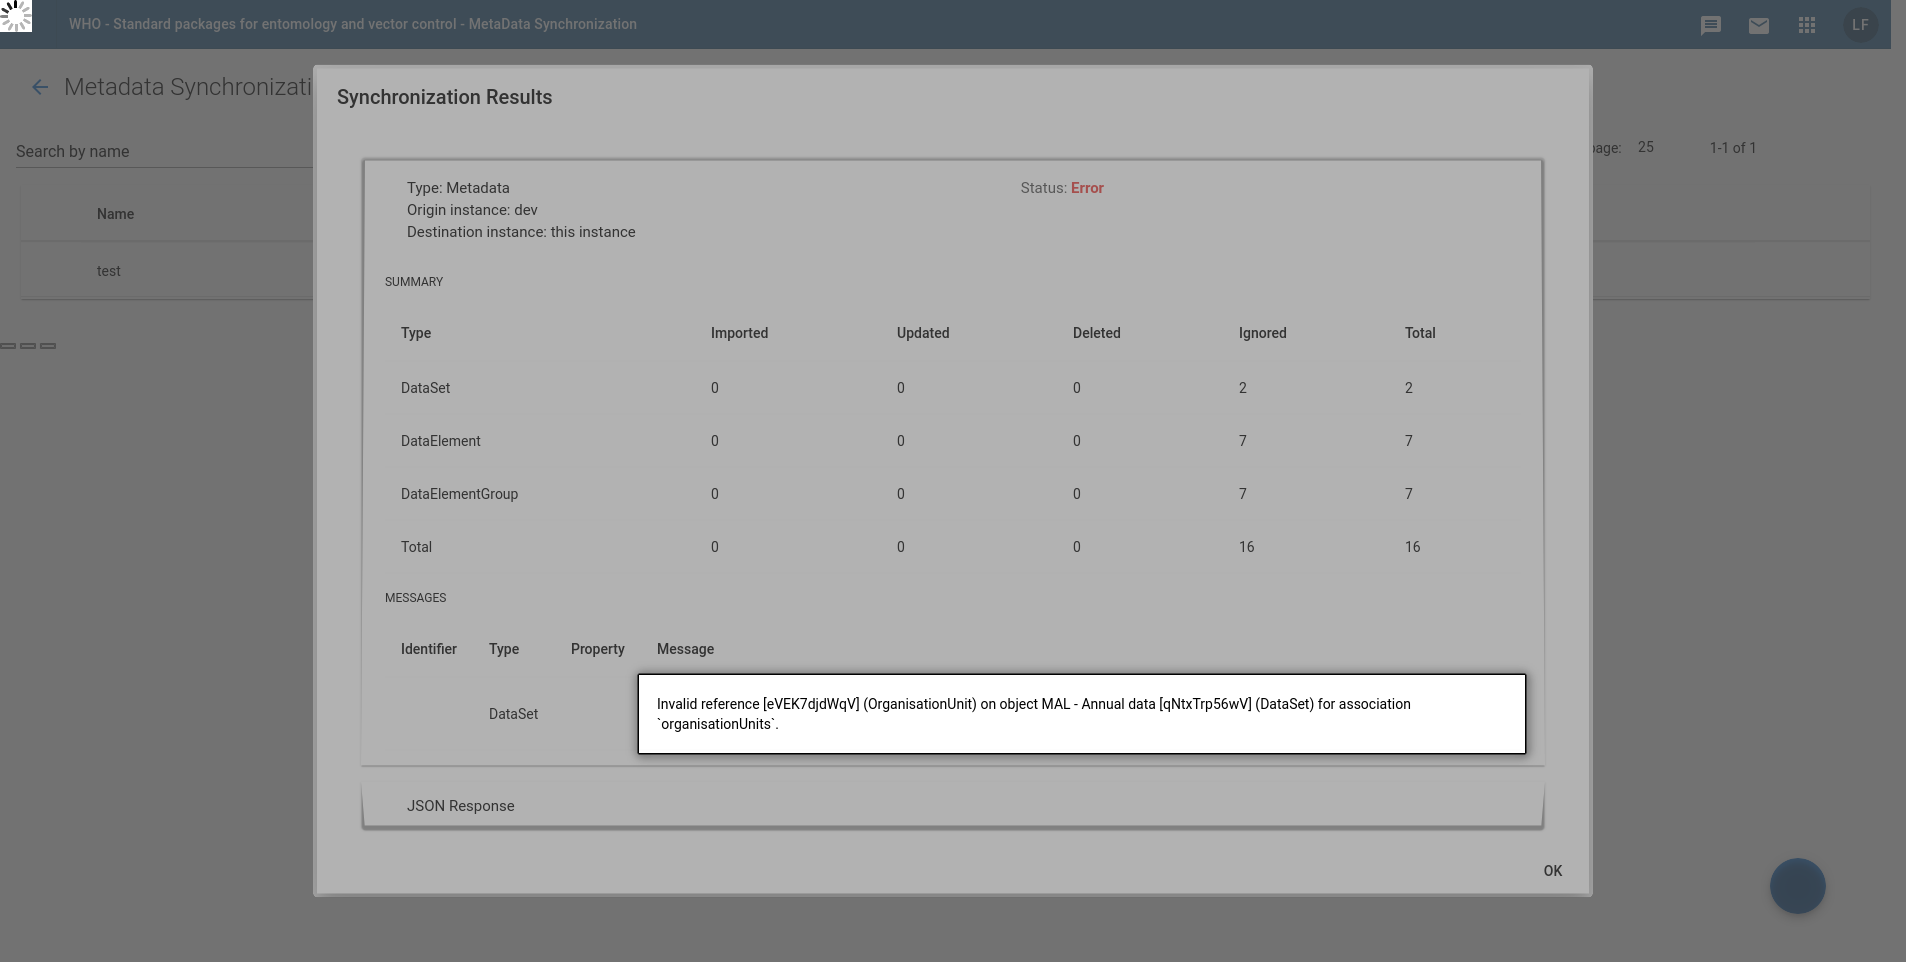 WHO - Standard packages for entomology and vector control - MetaData Synchronization
LF
Metadata Synchronizati
Search by name
page: 25 1-1 of 1
Name
test
Synchronization Results
Type: Metadata Status: Error
Origin instance: dev
Destination instance: this instance
SUMMARY
Type Imported Updated Deleted Ignored Total
DataSet 0 0 0 2 2
DataElement 0 0 0 7 7
DataElementGroup 0 0 0 7 7
Total 0 0 0 16 16
MESSAGES
Identifier Type Property Message
DataSet
Invalid reference [eVEK7djdWqV] (OrganisationUnit) on object MAL - Annual data [qNtxTrp56wV] (DataSet) for association
`organisationUnits`.
JSON Response
OK